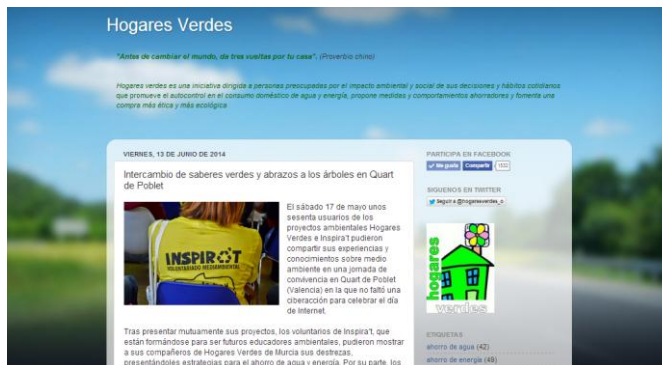 Hogares Verdes
"Antes de cambiar el mundo, da tres vueltas por tu casa". (Proverbio chino)
Hogares verdes es una iniciativa dirigida a personas preocupadas por el impacto ambiental y social de sus decisiones y hábitos cotidianos
que promueve el autocontrol en el consumo doméstico de agua y energía, propone medidas y comportamientos ahorradores y fomenta una
compra más ética y más ecológica
VIERNES, 13 DE JUNIO DE 2014
Intercambio de saberes verdes y abrazos a los árboles en Quart
de Poblet
INSPIRA'T
VOLUNTARIADO MEDIAMBIENTAL
El sábado 17 de mayo unos
sesenta usuarios de los
proyectos ambientales Hogares
Verdes e Inspira't pudieron
compartir sus experiencias y
conocimientos sobre medio
ambiente en una jornada de
convivencia en Quart de Poblet
(Valencia) en la que no faltó una
ciberacción para celebrar el día
de Internet.
Tras presentar mutuamente sus proyectos, los voluntarios de Inspira't, que
están formándose para ser futuros educadores ambientales, pudieron mostrar
a sus compañeros de Hogares Verdes de Murcia sus destrezas,
presentándoles estrategias para el ahorro de agua y energía. Por su parte, los
PARTICIPA EN FACEBOOK
Me gusta Compartir
SIGUENOS EN TWITTER
Seguir a @hogaresverdes_o
hogares
verdes
ETIQUETAS
ahorro de agua (42)
ahorro de energía (49)